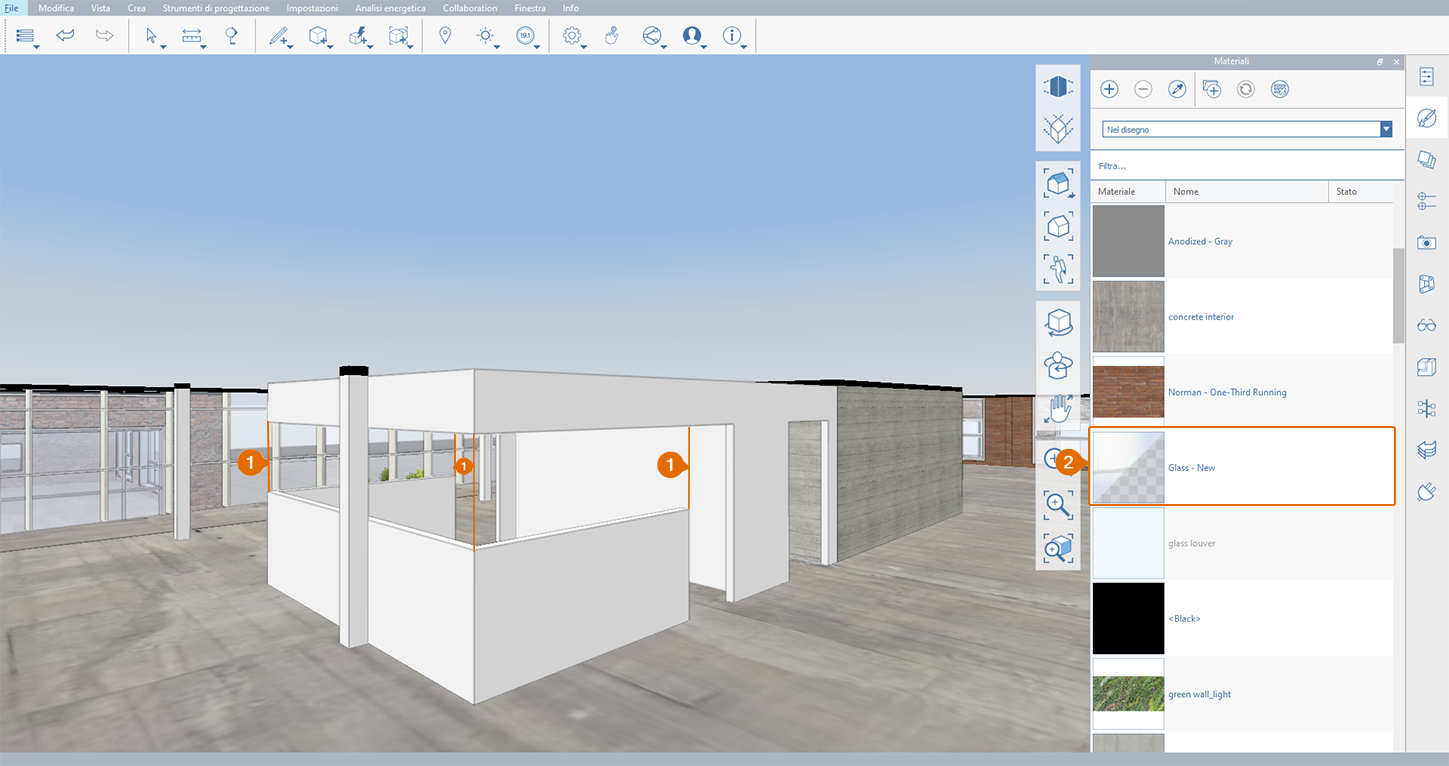 File Modifica Vista Crea Strumenti di progettazione Impostazioni Analisi energetica Collaboration Finestra Info
19.1
Materiali
Nel disegno
Filtra...
Materiale Nome Stato
Anodized - Gray
concrete interior
Norman - One-Third Running
Glass - New
glass louver
<Black>
green wall_light
1
1
1
2